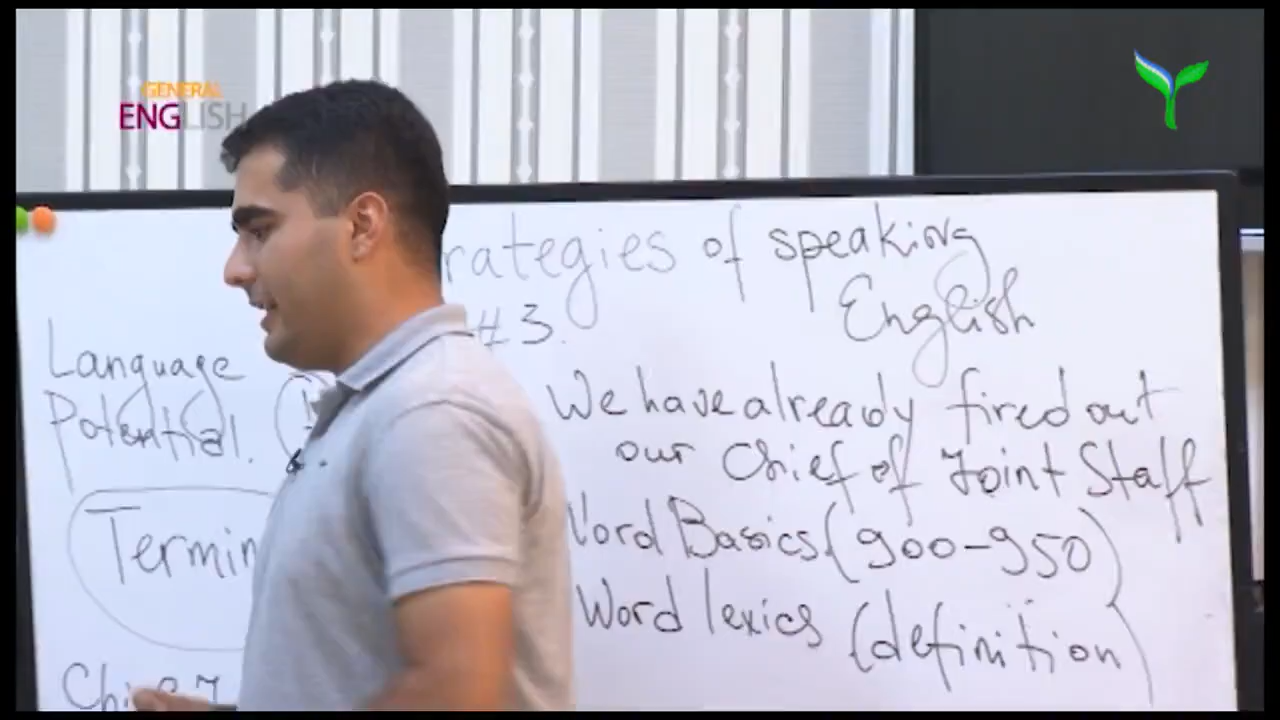 GENERAL
ENGLISH
rategies of speaking
English
#3.
Language
Potential.
We have already fired out
our Chief of Joint Staff
Termin
Word Basics (900-950)
Word lexics (definition